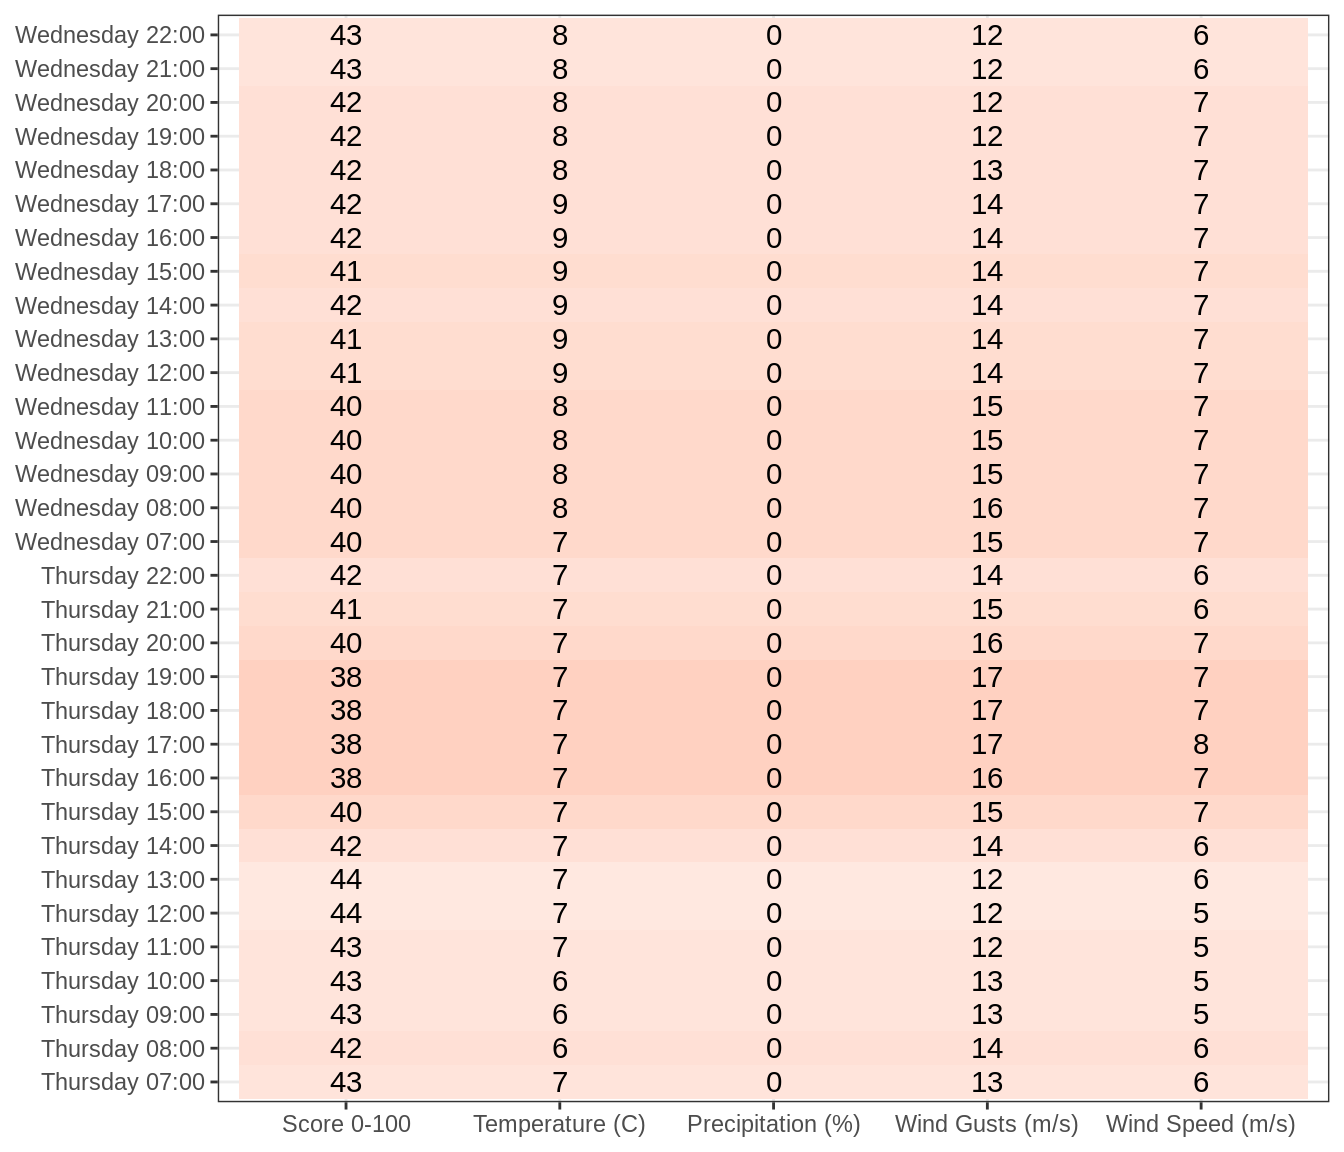 Wednesday 22:00 43 8 0 12 6
Wednesday 21:00 43 8 0 12 6
Wednesday 20:00 42 8 0 12 7
Wednesday 19:00 42 8 0 12 7
Wednesday 18:00 42 8 0 13 7
Wednesday 17:00 42 9 0 14 7
Wednesday 16:00 42 9 0 14 7
Wednesday 15:00 41 9 0 14 7
Wednesday 14:00 42 9 0 14 7
Wednesday 13:00 41 9 0 14 7
Wednesday 12:00 41 9 0 14 7
Wednesday 11:00 40 8 0 15 7
Wednesday 10:00 40 8 0 15 7
Wednesday 09:00 40 8 0 15 7
Wednesday 08:00 40 8 0 16 7
Wednesday 07:00 40 7 0 15 7
Thursday 22:00 42 7 0 14 6
Thursday 21:00 41 7 0 15 6
Thursday 20:00 40 7 0 16 7
Thursday 19:00 38 7 0 17 7
Thursday 18:00 38 7 0 17 7
Thursday 17:00 38 7 0 17 8
Thursday 16:00 38 7 0 16 7
Thursday 15:00 40 7 0 15 7
Thursday 14:00 42 7 0 14 6
Thursday 13:00 44 7 0 12 6
Thursday 12:00 44 7 0 12 5
Thursday 11:00 43 7 0 12 5
Thursday 10:00 43 6 0 13 5
Thursday 09:00 43 6 0 13 5
Thursday 08:00 42 6 0 14 6
Thursday 07:00 43 7 0 13 6
Score 0-100 Temperature (C) Precipitation (%) Wind Gusts (m/s) Wind Speed (m/s)